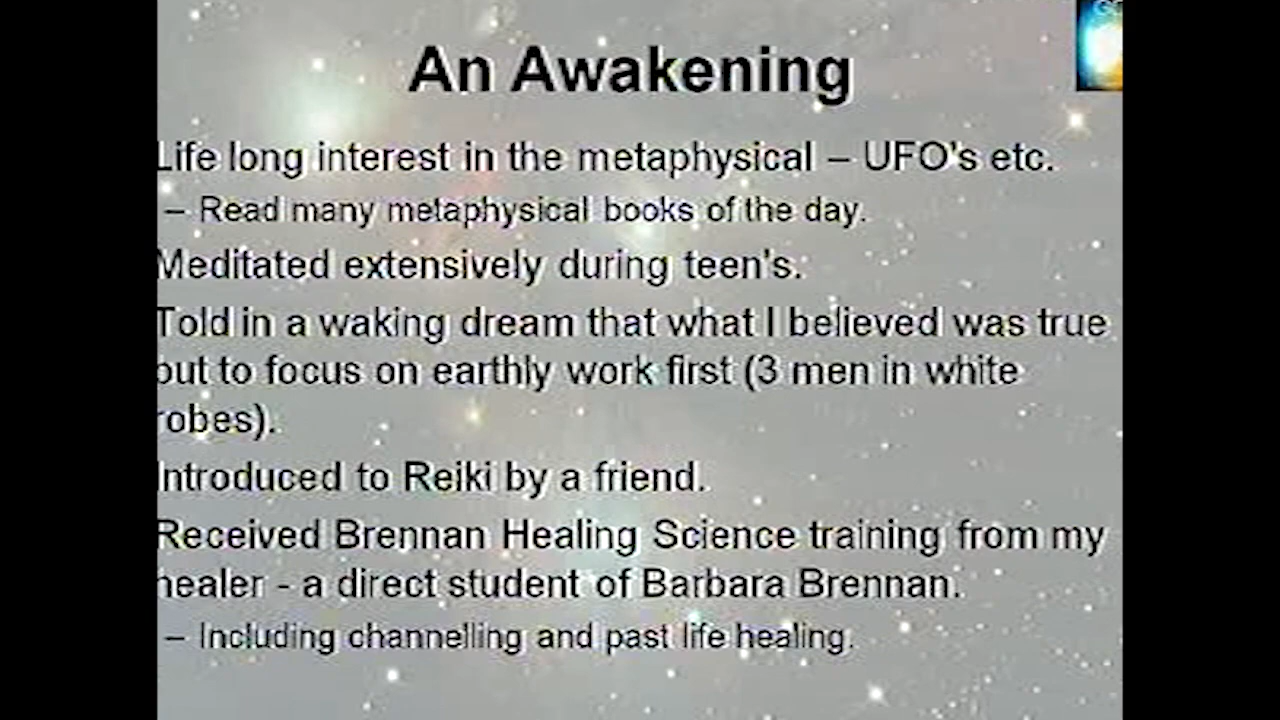 An Awakening
Life long interest in the metaphysical – UFO's etc.
– Read many metaphysical books of the day.
Meditated extensively during teen's.
Told in a waking dream that what I believed was true
but to focus on earthly work first (3 men in white
robes).
Introduced to Reiki by a friend.
Received Brennan Healing Science training from my
healer - a direct student of Barbara Brennan.
– Including channelling and past life healing.